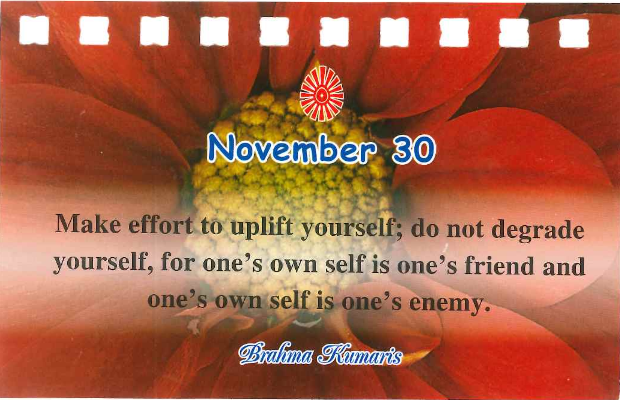 November 30
Make effort to uplift yourself; do not degrade
yourself, for one's own self is one's friend and
one's own self is one's enemy.
Brahma Kumaris